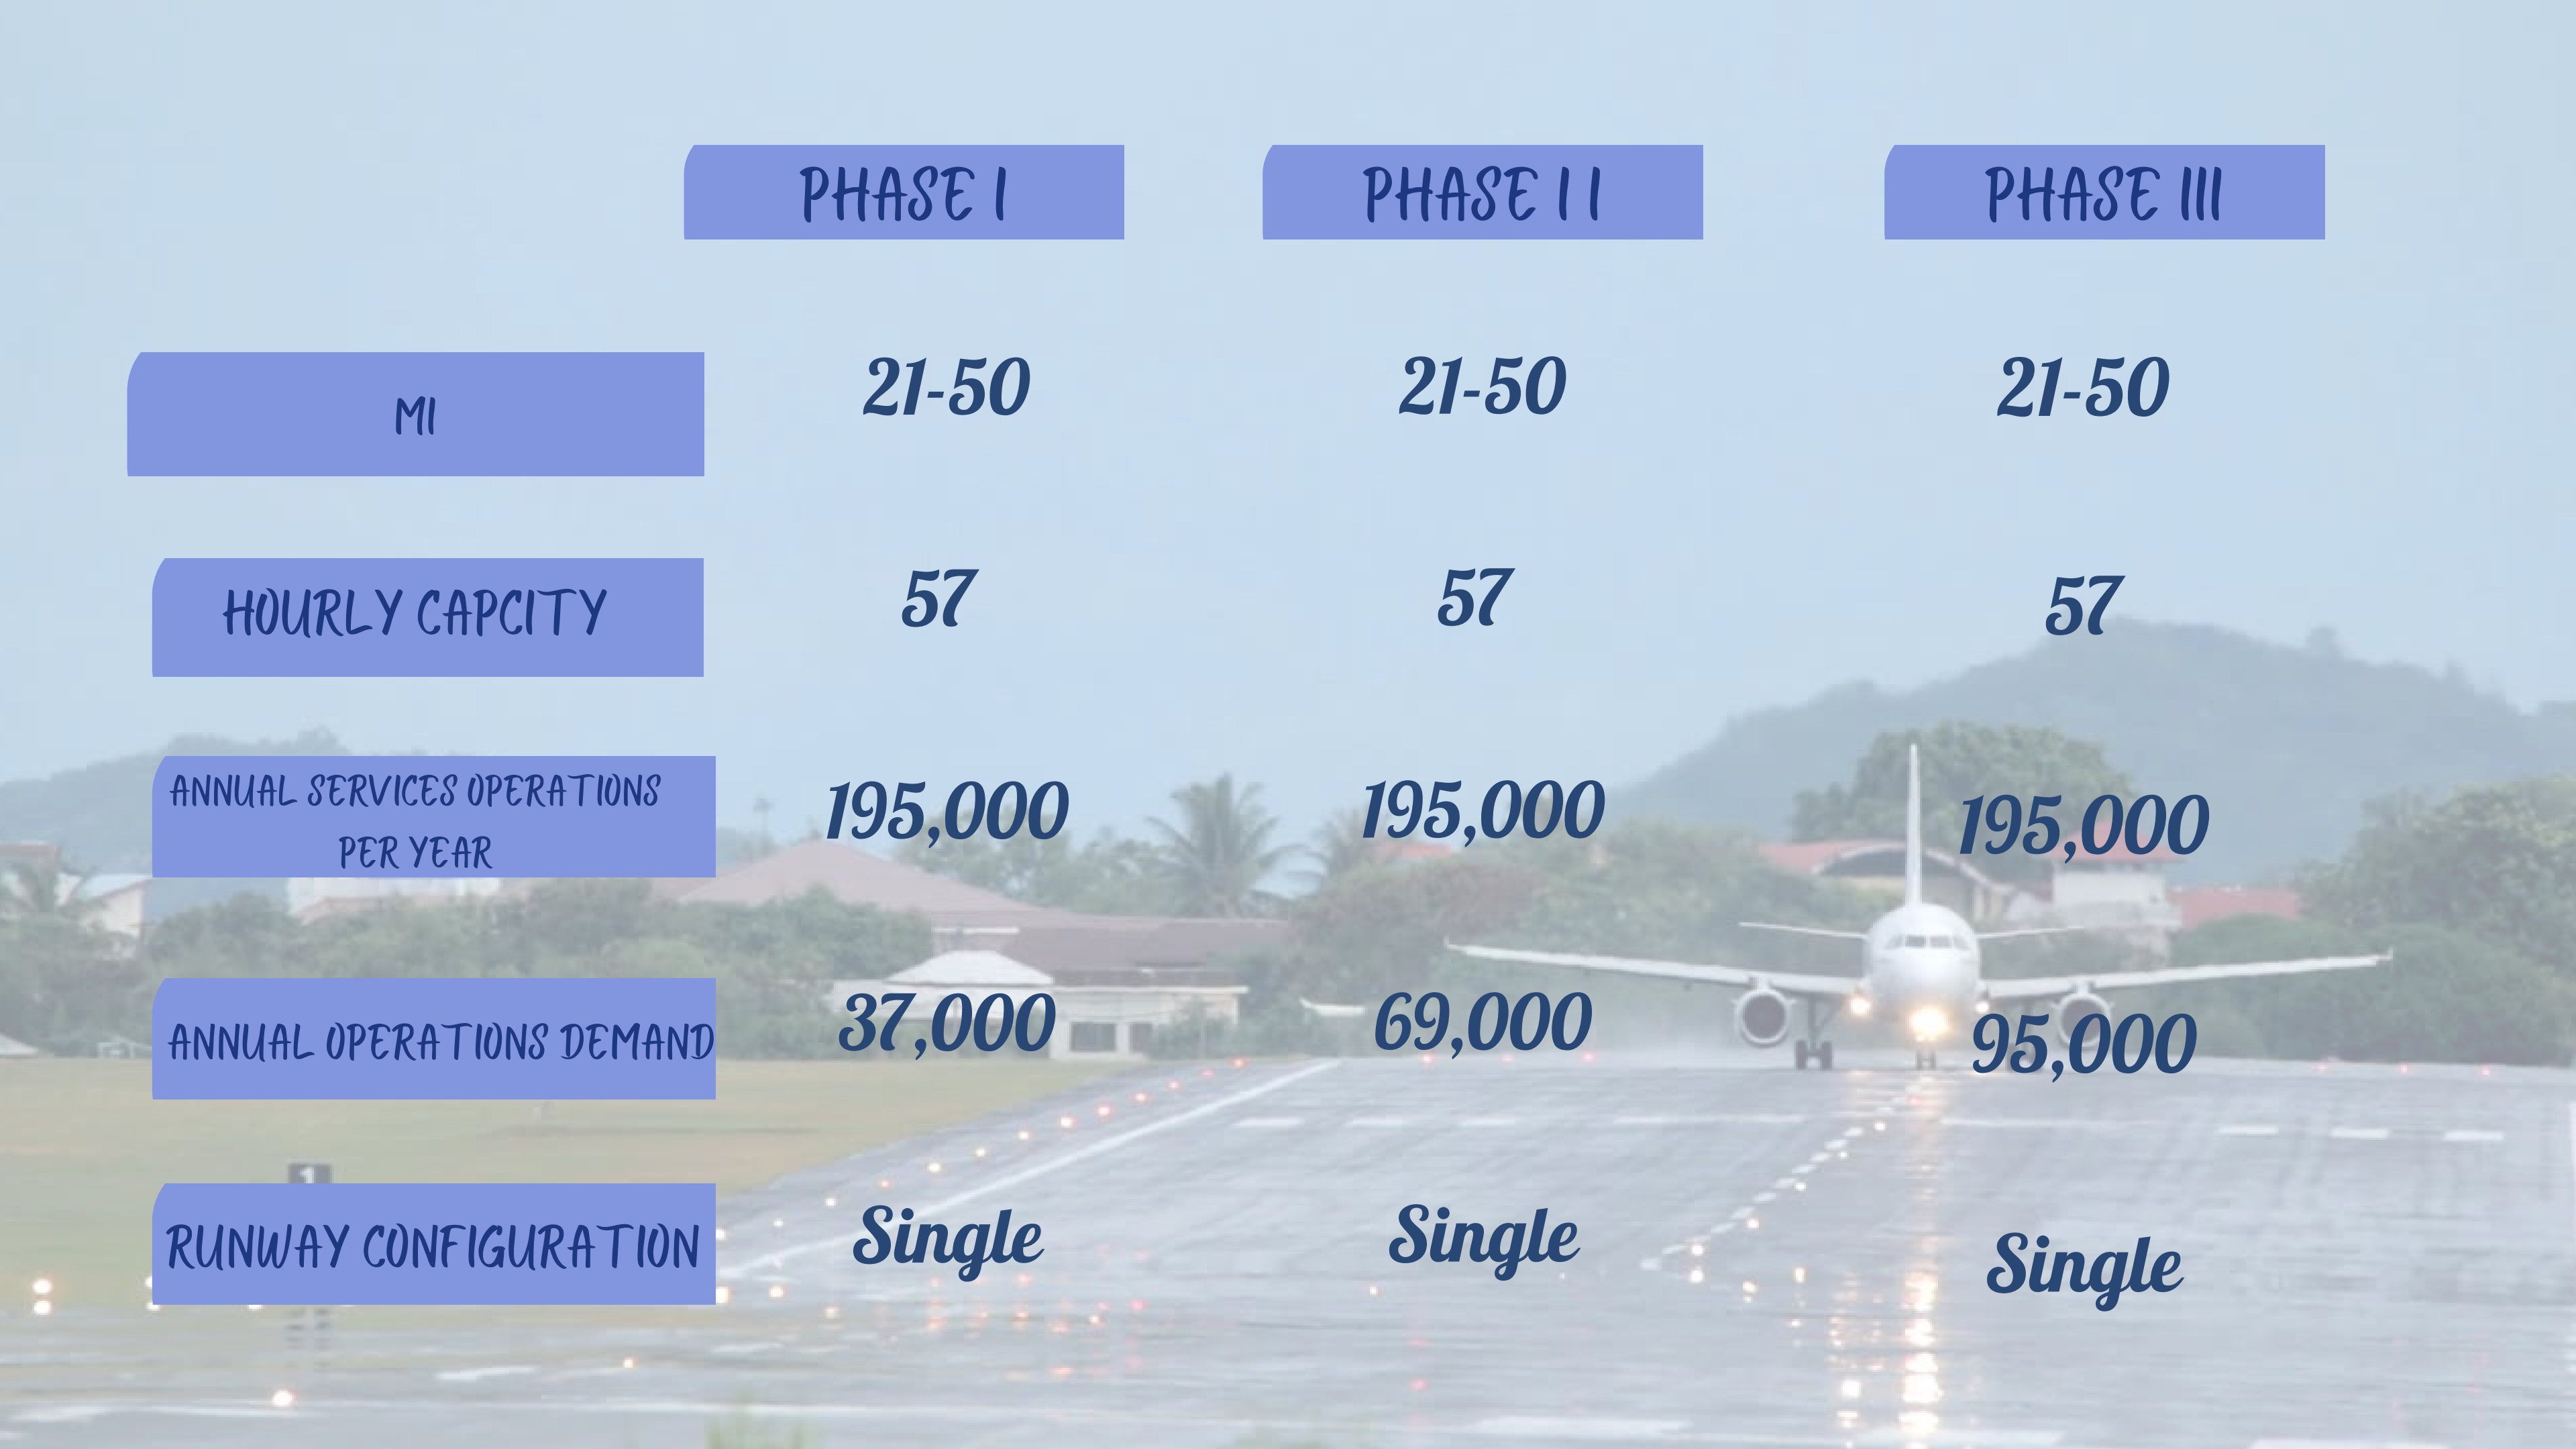 PHASE I PHASE I I PHASE III
MI 21-50 21-50 21-50
HOURLY CAPCITY 57 57 57
ANNUAL SERVICES OPERATIONS
PER YEAR 195,000 195,000 195,000
ANNUAL OPERATIONS DEMAND 37,000 69,000 95,000
1
RUNWAY CONFIGURATION Single Single Single